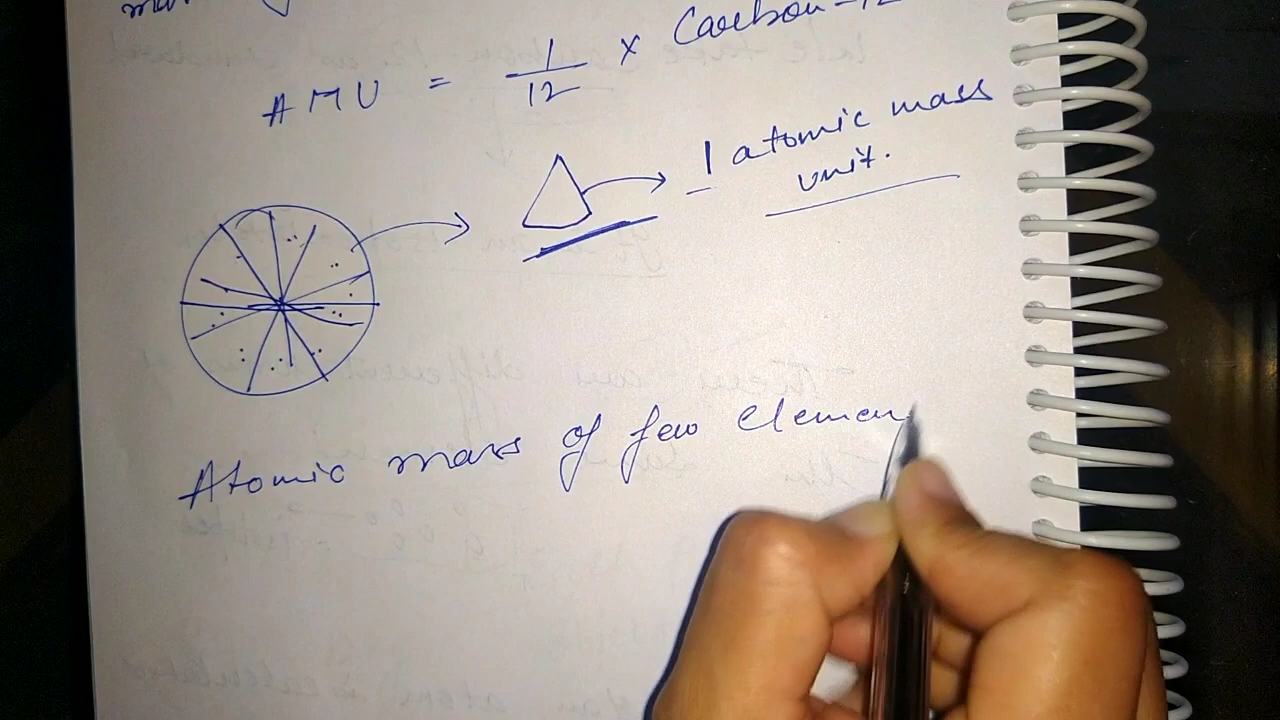 AMU = 1/12 × Carbon-12
1 atomic mass
unit.
Atomic mass of few Elemen